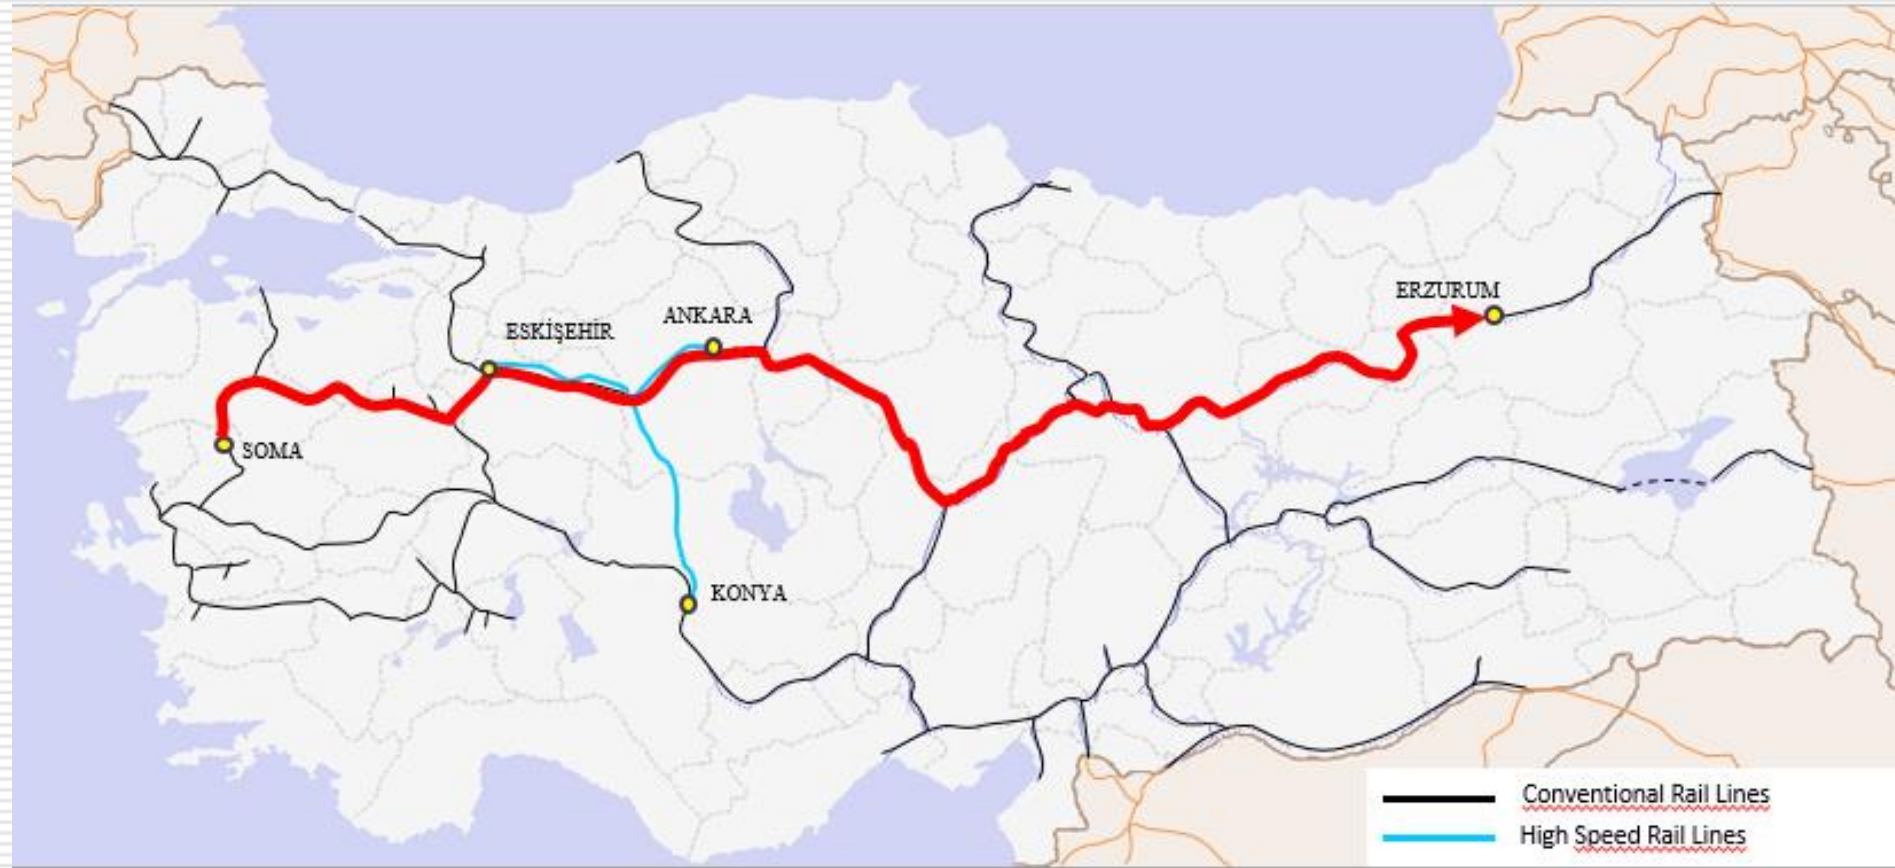 ERZURUM
ANKARA
ESKİŞEHİR
SOMA
KONYA
Conventional Rail Lines
High Speed Rail Lines